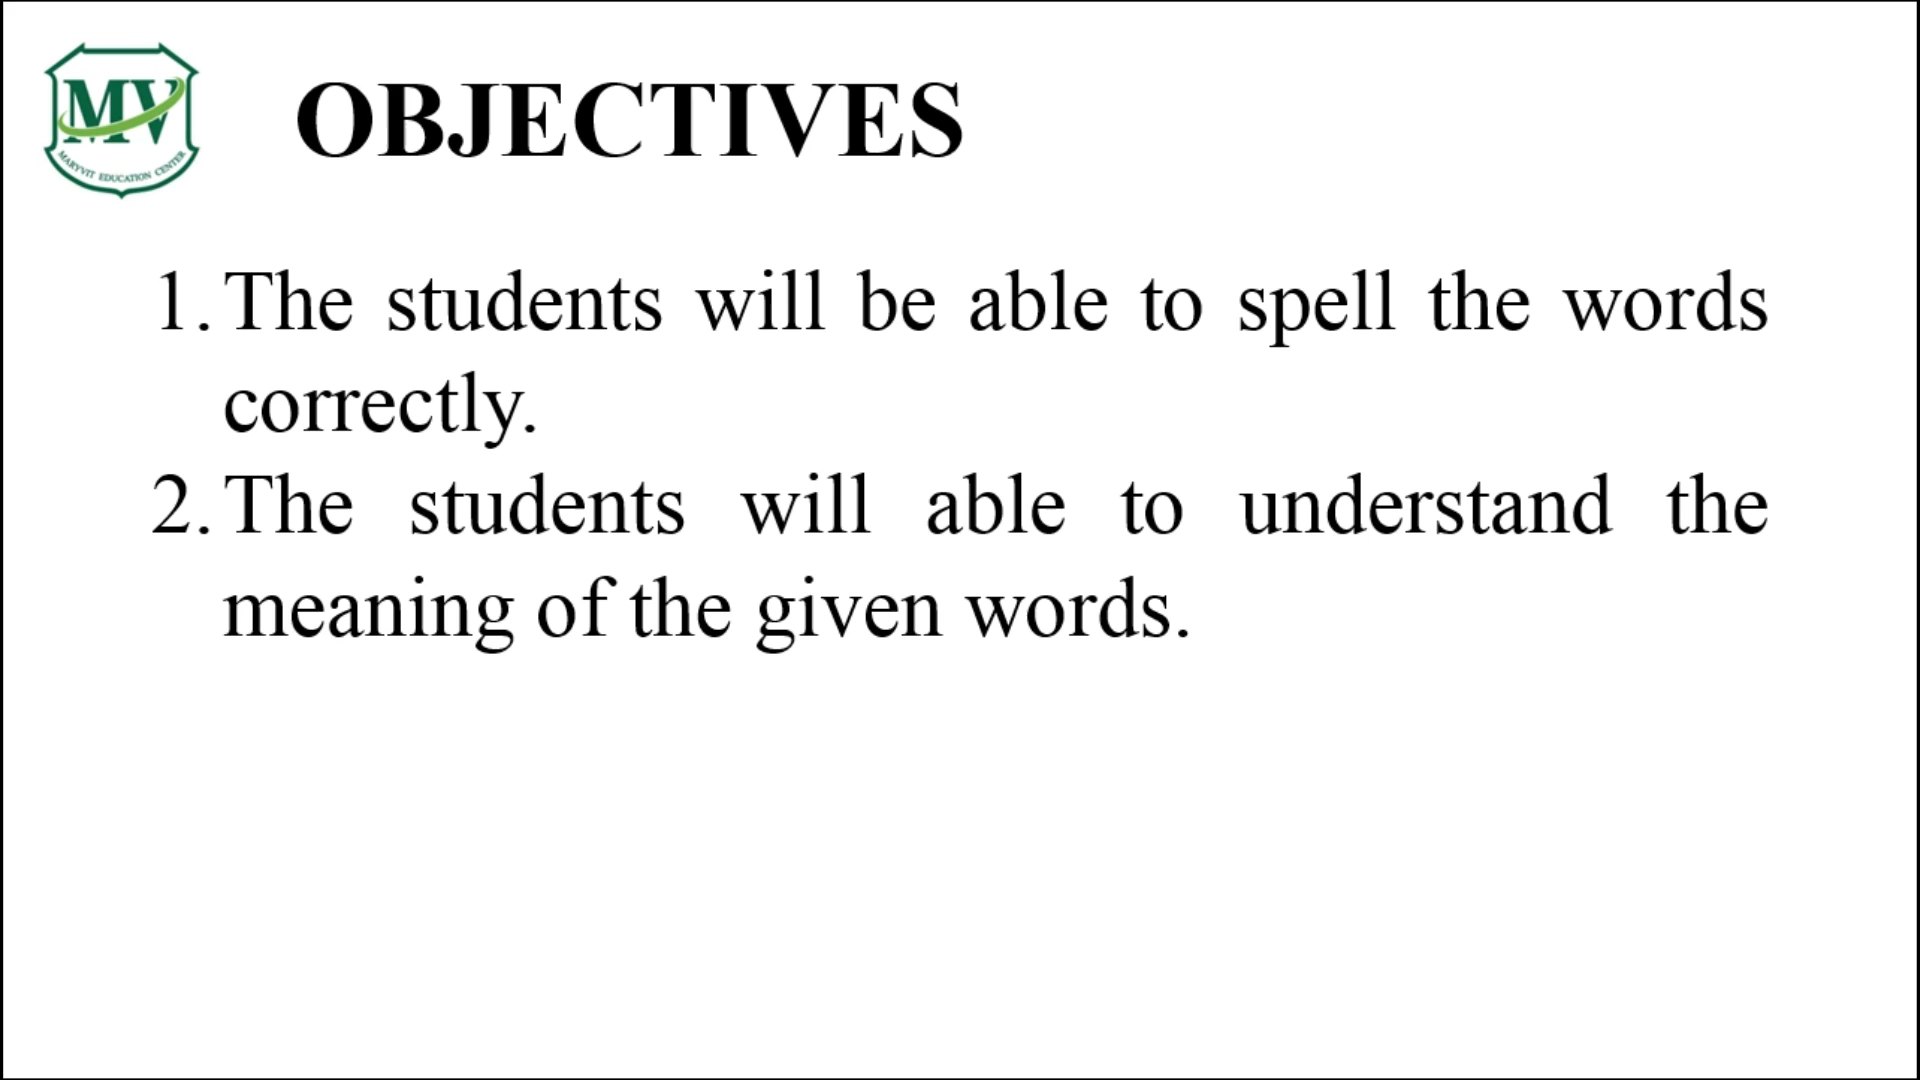 MV
MARYVIT EDUCATION CENTER
OBJECTIVES
1. The students will be able to spell the words
correctly.
2. The students will able to understand the
meaning of the given words.